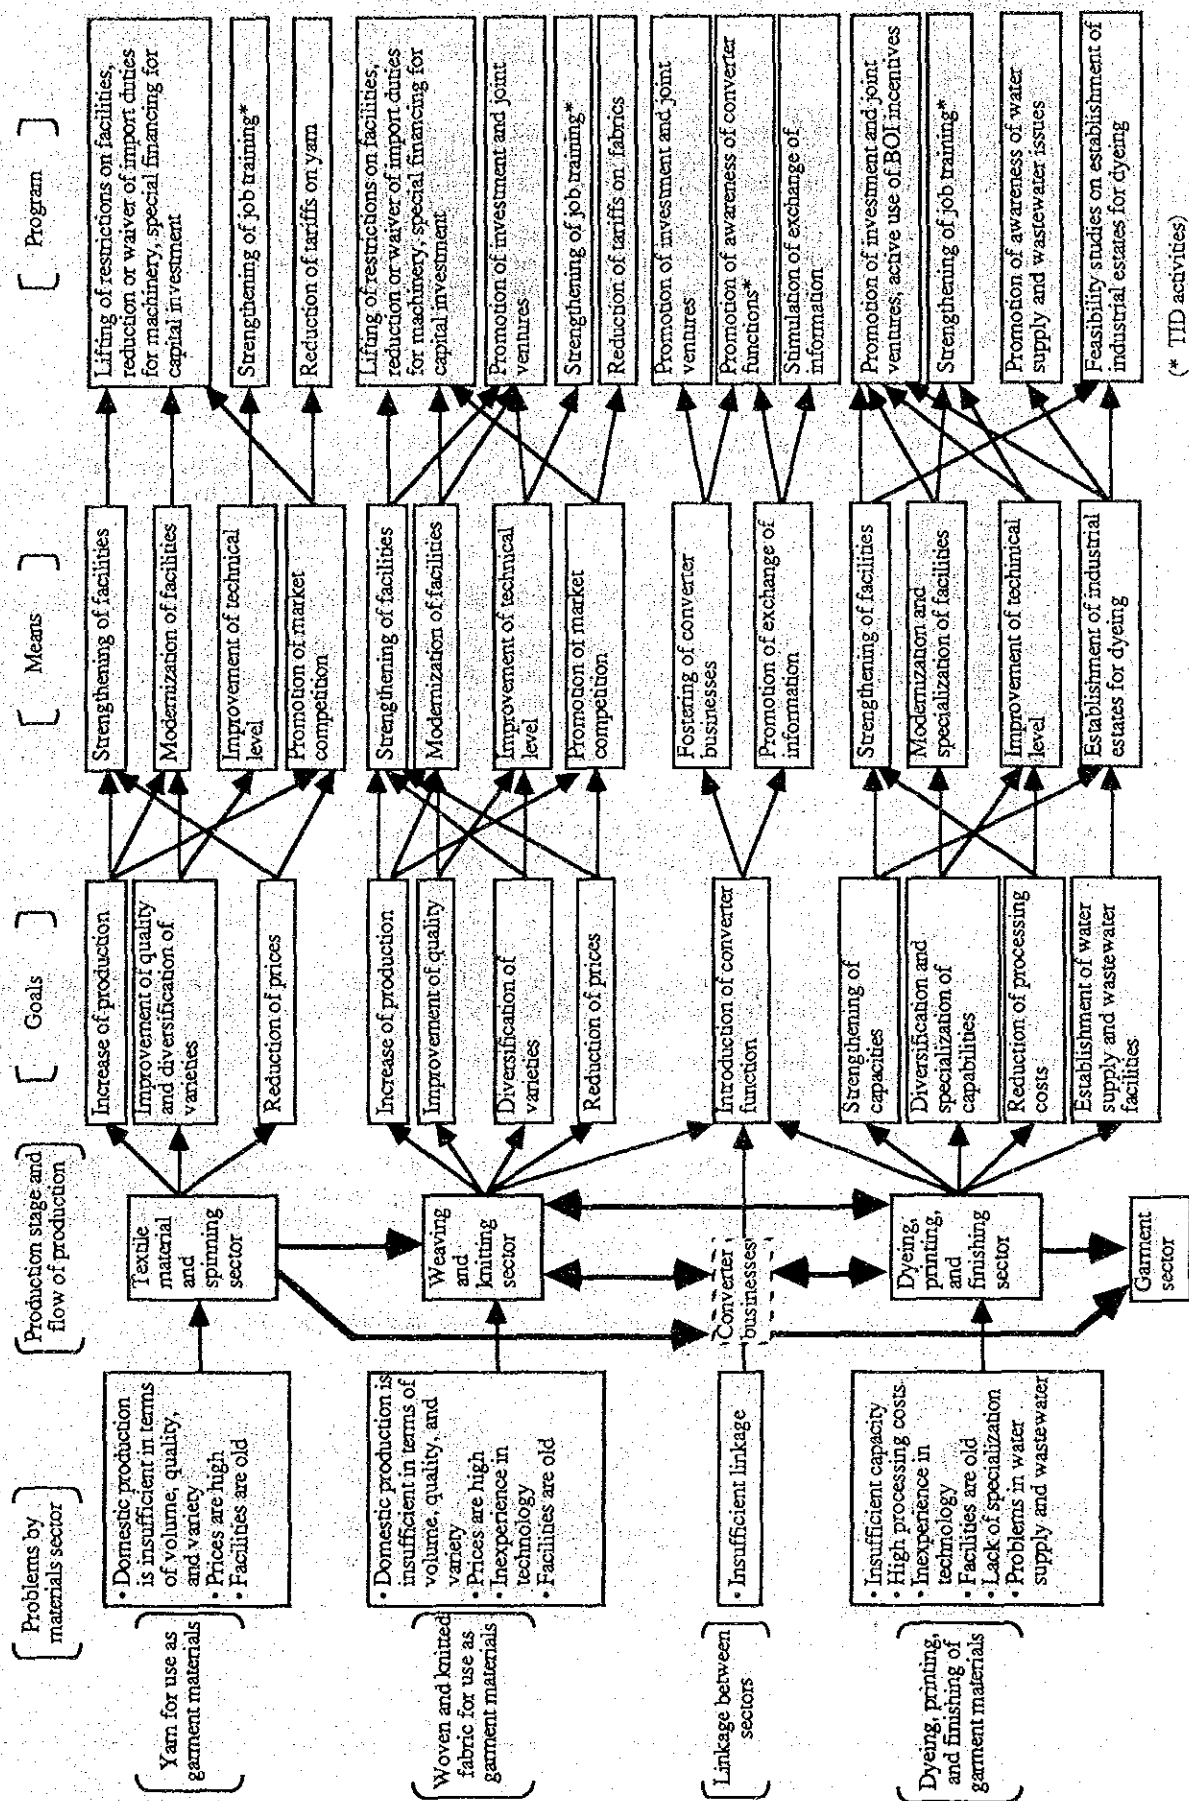 [ Problems by
materials sector ]
[ Production stage and
flow of production ]
[ Goals ]
[ Means ]
[ Program ]
[ Yarn for use as
garment materials ]
• Domestic production
is insufficient in terms
of volume, quality,
and variety
• Prices are high
• Facilities are old
Textile
material
and
spinning
sector
Increase of production
Improvement of quality
and diversification of
varieties
Reduction of prices
Strengthening of facilities
Modernization of facilities
Improvement of technical
level
Promotion of market
competition
Lifting of restrictions on facilities,
reduction or waiver of import duties
for machinery, special financing for
capital investment
Strengthening of job training*
Reduction of tariffs on yarn
[ Woven and knitted
fabric for use as
garment materials ]
• Domestic production is
insufficient in terms of
volume, quality, and
variety
• Prices are high
• Inexperience in
technology
• Facilities are old
Weaving
and
knitting
sector
Increase of production
Improvement of quality
Diversification of
varieties
Reduction of prices
Strengthening of facilities
Modernization of facilities
Improvement of technical
level
Promotion of market
competition
Lifting of restrictions on facilities,
reduction or waiver of import duties
for machinery, special financing for
capital investment
Promotion of investment and joint
ventures
Strengthening of job training*
Reduction of tariffs on fabrics
[ Linkage between
sectors ]
• Insufficient linkage
Converter
businesses
Introduction of converter
function
Fostering of converter
businesses
Promotion of exchange of
information
Promotion of investment and joint
ventures
Promotion of awareness of converter
functions*
Stimulation of exchange of
information
[ Dyeing, printing,
and finishing of
garment materials ]
• Insufficient capacity
• High processing costs
• Inexperience in
technology
• Facilities are old
• Lack of specialization
• Problems in water
supply and wastewater
Dyeing,
printing,
and
finishing
sector
Strengthening of
capacities
Diversification and
specialization of
capabilities
Reduction of processing
costs
Establishment of water
supply and wastewater
facilities
Strengthening of facilities
Modernization and
specialization of facilities
Improvement of techinical
level
Establishment of industrial
estates for dyeing
Promotion of investment and joint
ventures, active use of BOI incentives
Strengthening of job training*
Promotion of awareness of water
supply and wastewater issues
Feasibility studies on establishment of
industrial estates for dyeing
Garment
sector
(* TID activities)